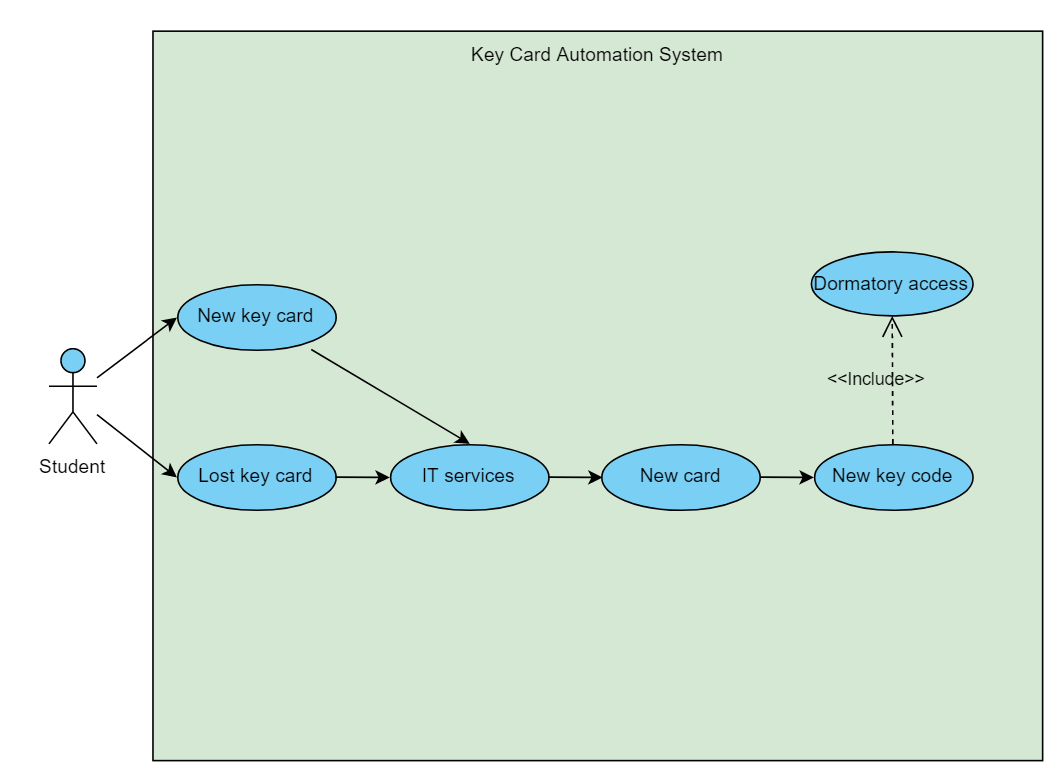 Key Card Automation System
Dormatory access
New key card
<<Include>>
Student
Lost key card
IT services
New card
New key code